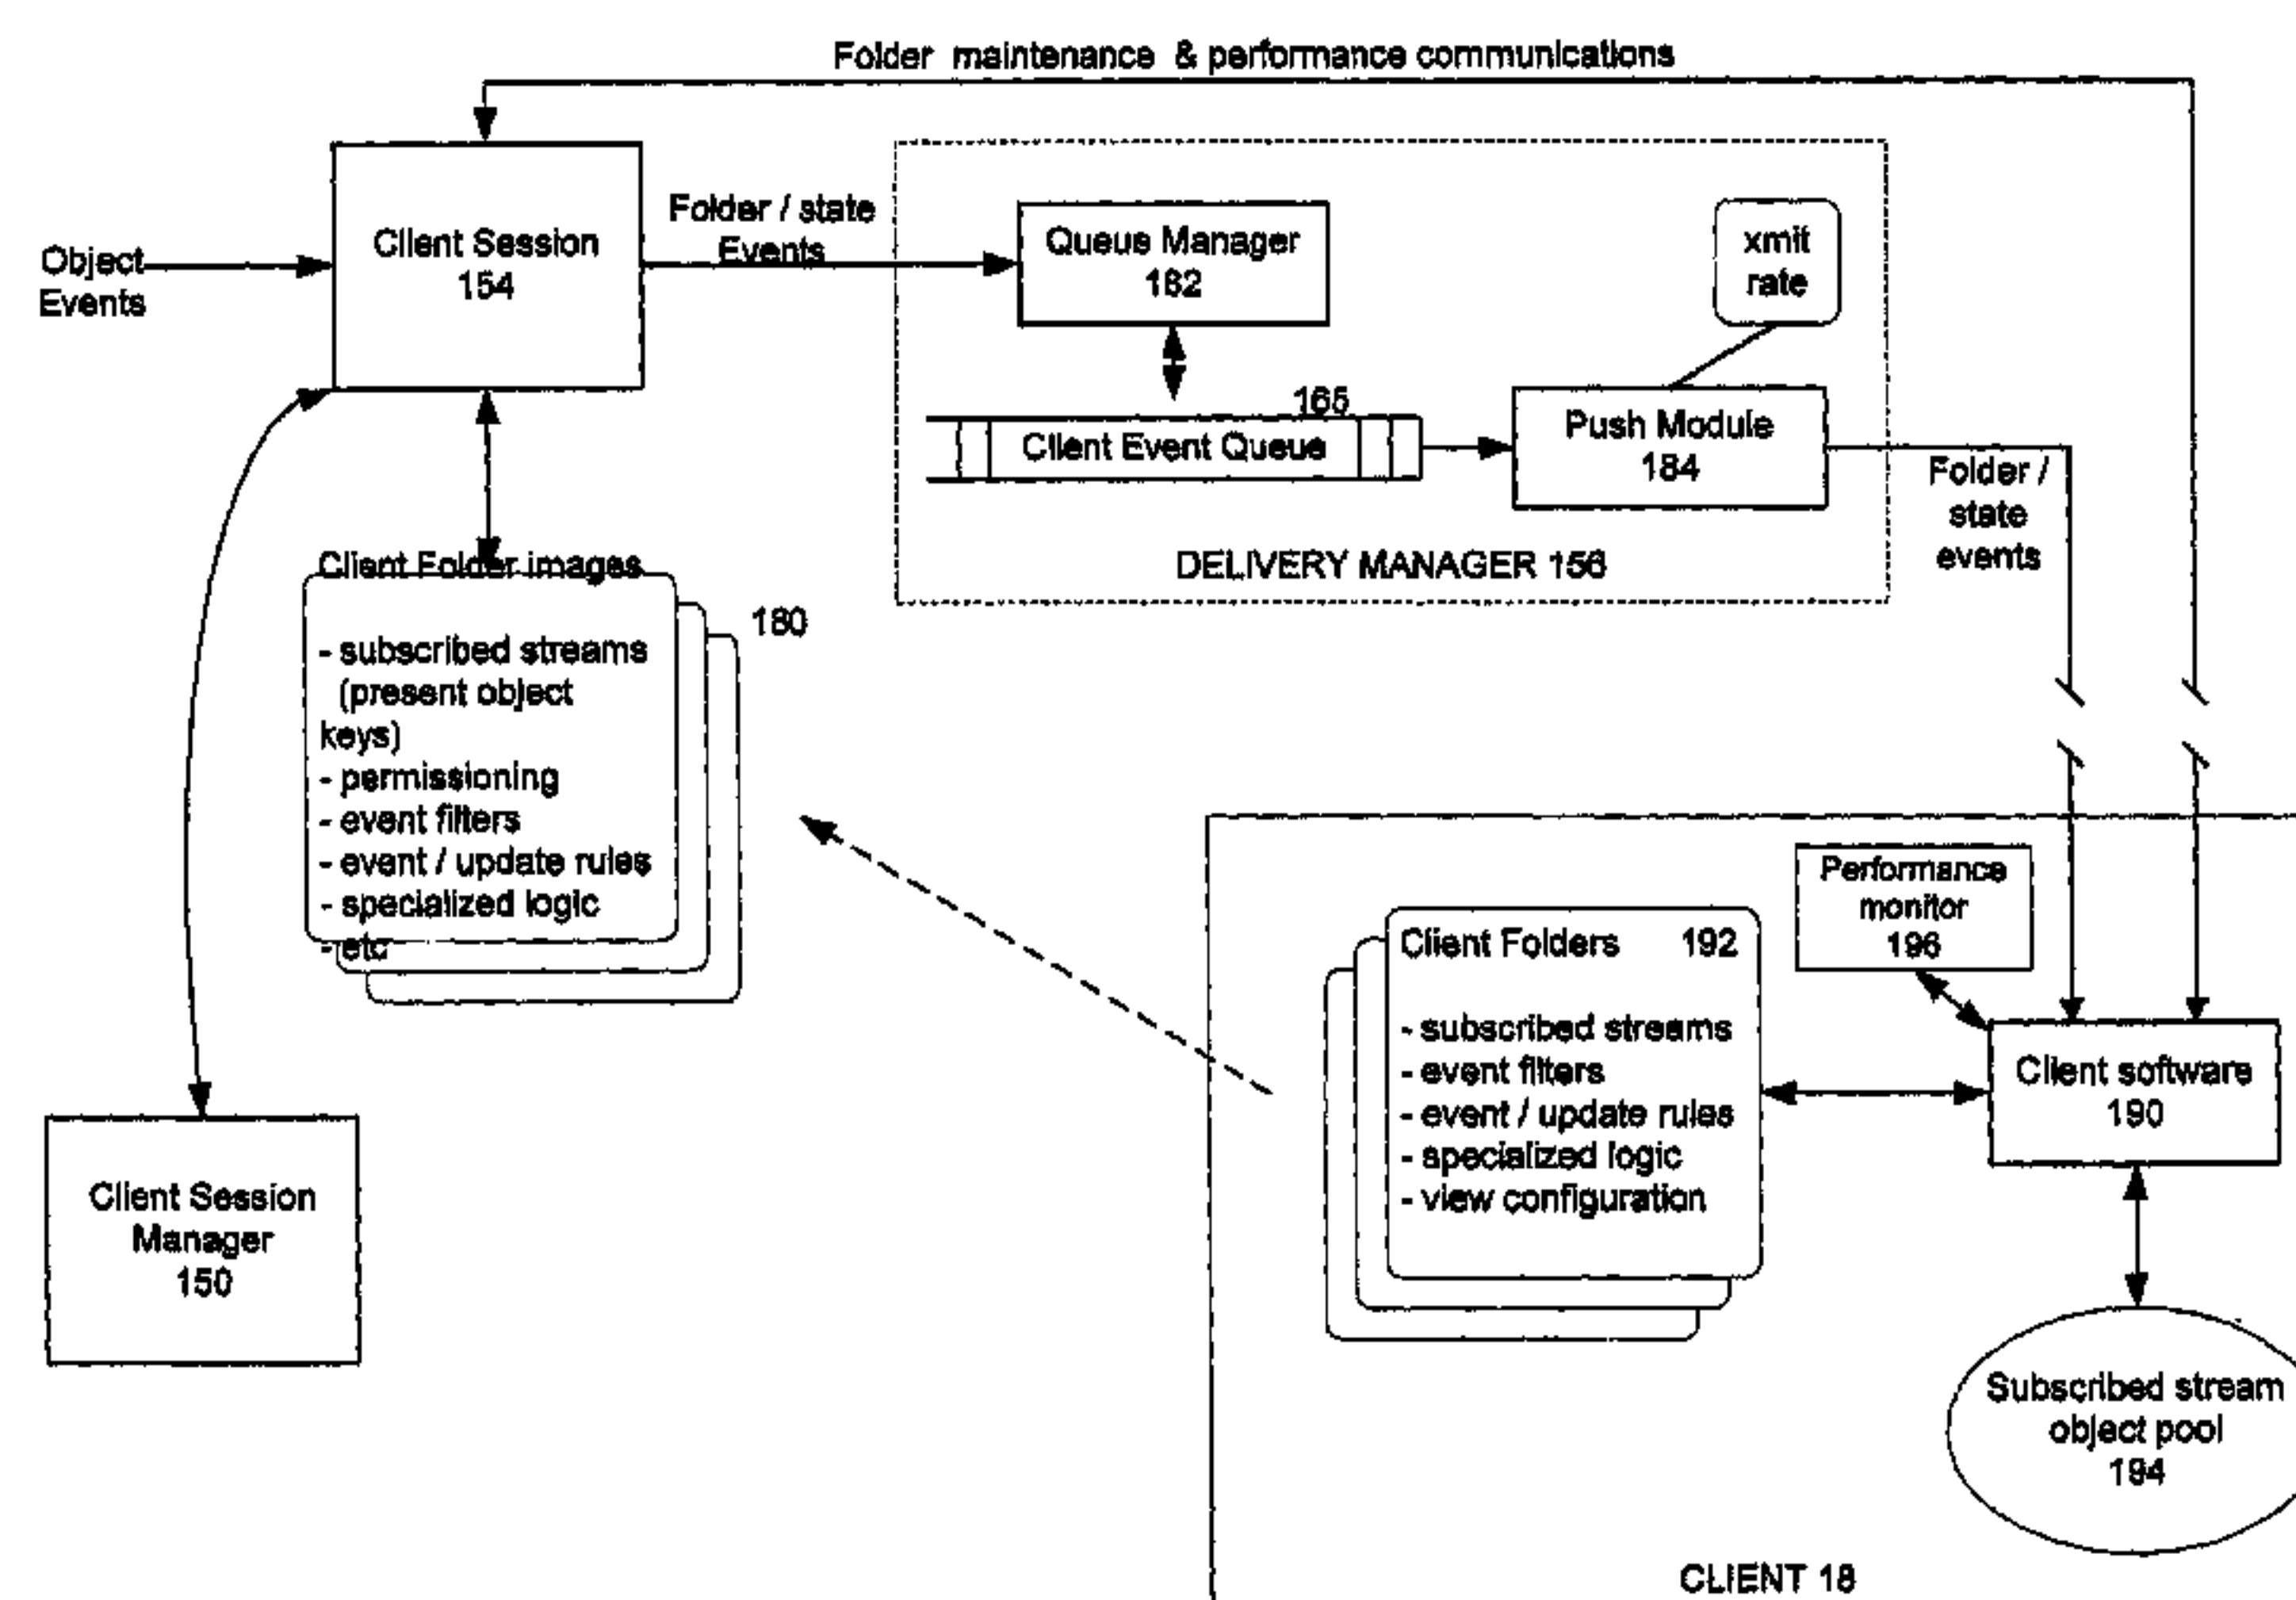 Folder maintenance & performance communications
Object
Events
Client Session
154
Folder / state
Events
Queue Manager
162
xmit
rate
165
Client Event Queue
Push Module
184
Folder /
state
events
DELIVERY MANAGER 156
Client Folder images
180
- subscribed streams
(present object
keys)
- permissioning
- event filters
- event / update rules
- specialized logic
- etc
Client Session
Manager
150
Performance
monitor
196
Client Folders 192
- subscribed streams
- event filters
- event / update rules
- specialized logic
- view configuration
Client software
190
Subscribed stream
object pool
194
CLIENT 18